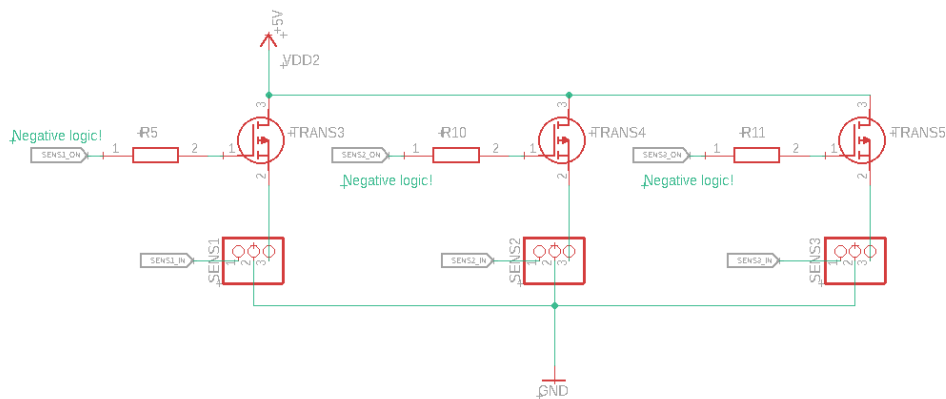 +5V
VDD2
Negative logic!
R5
TRANS3
R10
TRANS4
R11
TRANS5
3
3
3
SENS1_ON
1
2
1
SENS2_ON
1
2
1
SENS3_ON
1
2
1
2
2
2
Negative logic!
Negative logic!
SENS1_IN
SENS1
1
2
3
SENS2_IN
SENS2
1
2
3
SENS3_IN
SENS3
1
2
3
GND